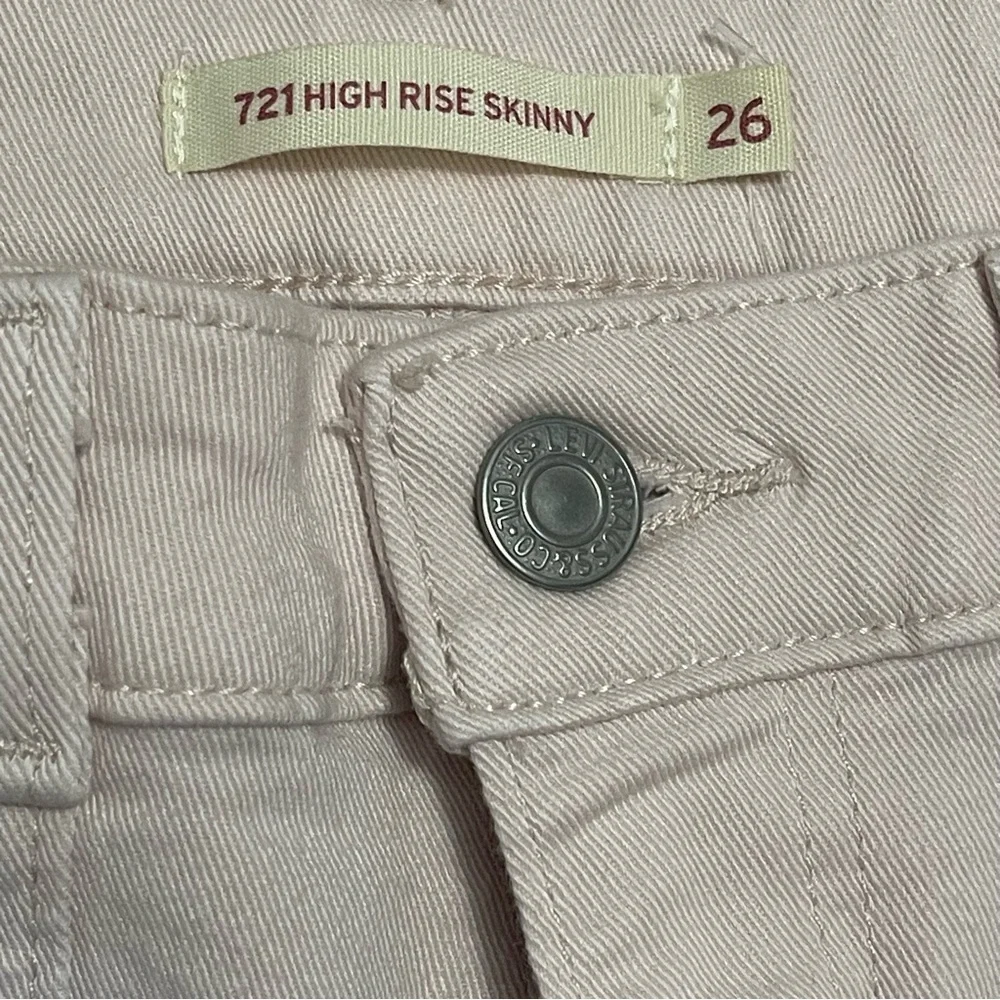 721 HIGH RISE SKINNY 26
LEVI STRAUSS & CO. S.F. CAL.